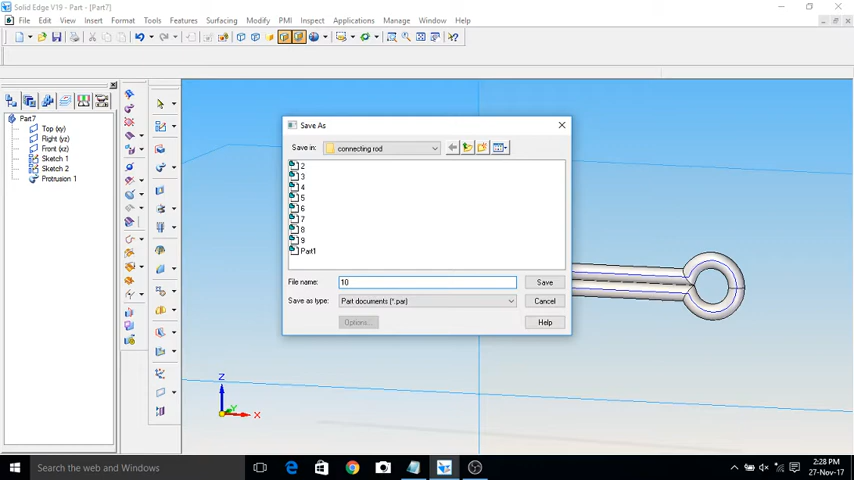 Solid Edge V19 - Part - [Part7]
File Edit View Insert Format Tools Features Surfacing Modify PMI Inspect Applications Manage Window Help
Part7
Top (xy)
Right (yz)
Front (xz)
Sketch 1
Sketch 2
Protrusion 1
Save As
Save in: connecting rod
2
3
4
5
6
7
8
9
Part1
File name: 10 Save
Save as type: Part documents (*.par) Cancel
Options... Help
Z
Y
X
Search the web and Windows
2:28 PM
27-Nov-17